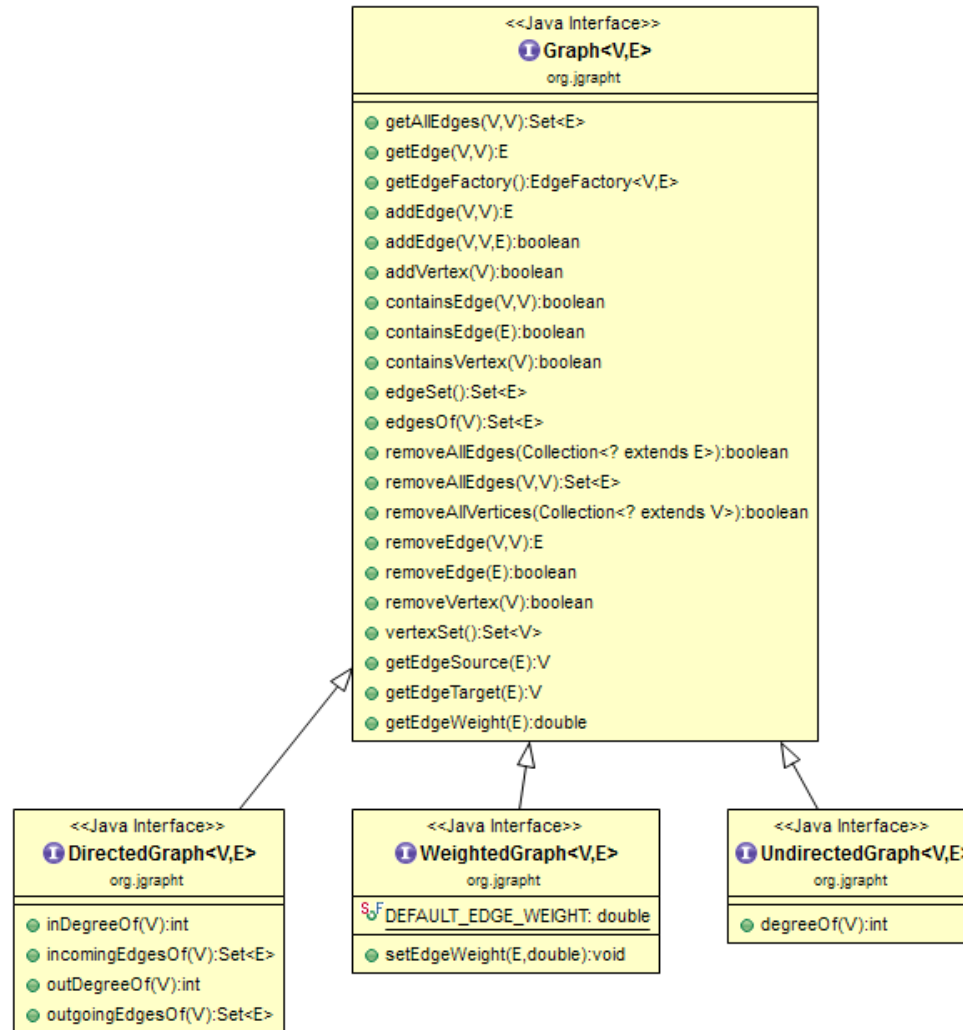 <<Java Interface>>
Graph<V,E>
org.jgrapht
getAllEdges(V,V):Set<E>
getEdge(V,V):E
getEdgeFactory():EdgeFactory<V,E>
addEdge(V,V):E
addEdge(V,V,E):boolean
addVertex(V):boolean
containsEdge(V,V):boolean
containsEdge(E):boolean
containsVertex(V):boolean
edgeSet():Set<E>
edgesOf(V):Set<E>
removeAllEdges(Collection<? extends E>):boolean
removeAllEdges(V,V):Set<E>
removeAllVertices(Collection<? extends V>):boolean
removeEdge(V,V):E
removeEdge(E):boolean
removeVertex(V):boolean
vertexSet():Set<V>
getEdgeSource(E):V
getEdgeTarget(E):V
getEdgeWeight(E):double
<<Java Interface>>
DirectedGraph<V,E>
org.jgrapht
inDegreeOf(V):int
incomingEdgesOf(V):Set<E>
outDegreeOf(V):int
outgoingEdgesOf(V):Set<E>
<<Java Interface>>
WeightedGraph<V,E>
org.jgrapht
DEFAULT_EDGE_WEIGHT: double
setEdgeWeight(E,double):void
<<Java Interface>>
UndirectedGraph<V,E>
org.jgrapht
degreeOf(V):int